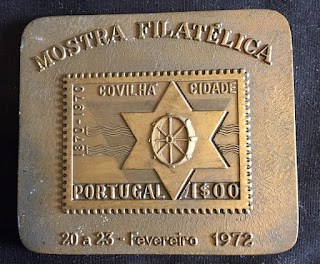 MOSTRA FILATÉLICA
COVILHÃ CIDADE
1870-1970
PORTUGAL 1$00
20 a 23 - Fevereiro 1972